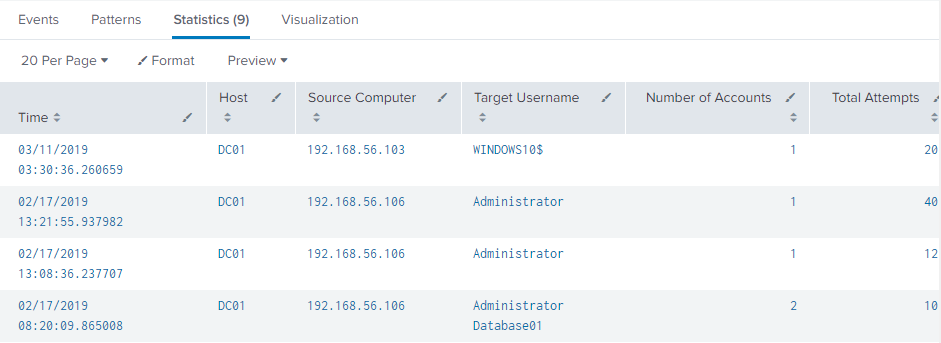 Events Patterns Statistics (9) Visualization
20 Per Page Format Preview
Time Host Source Computer Target Username Number of Accounts Total Attempts
03/11/2019 DC01 192.168.56.103 WINDOWS10$ 1 20
03:30:36.260659
02/17/2019 DC01 192.168.56.106 Administrator 1 40
13:21:55.937982
02/17/2019 DC01 192.168.56.106 Administrator 1 12
13:08:36.237707
02/17/2019 DC01 192.168.56.106 Administrator 2 10
08:20:09.865008 Database01